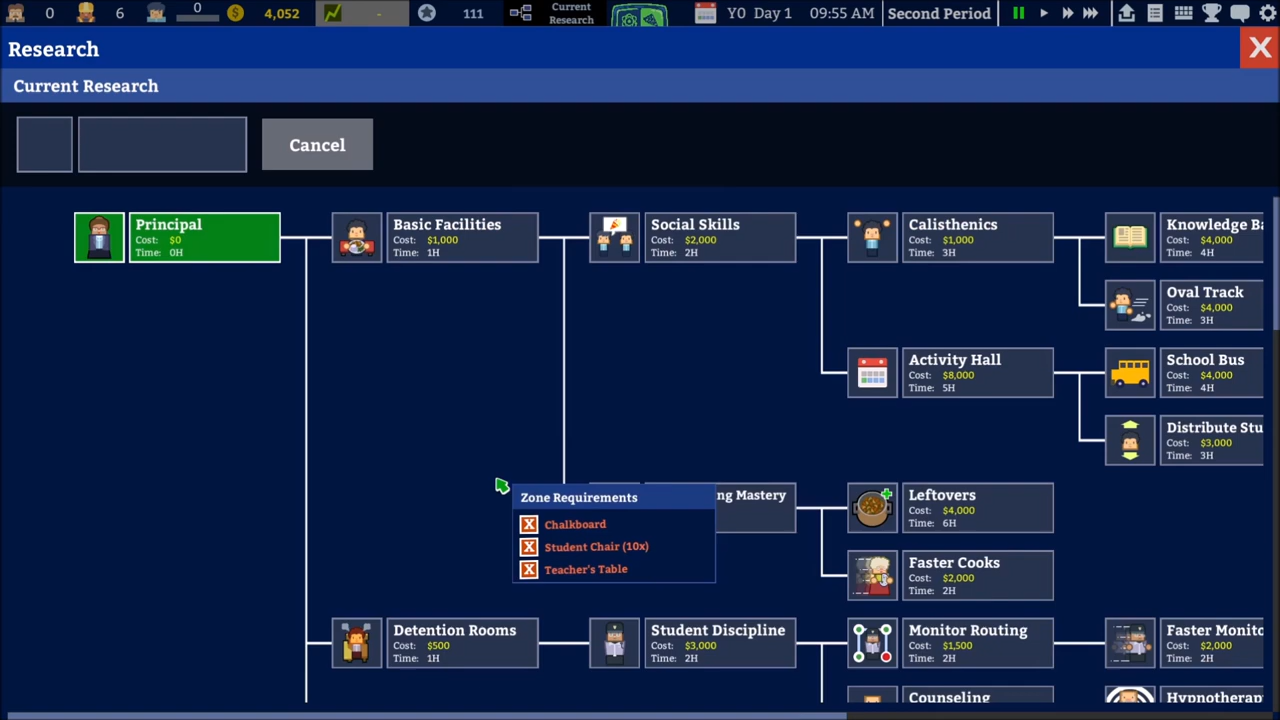 0 6 0 0 4,052 - 111 Current Research Y0 Day 1 09:55 AM Second Period
Research
X
Current Research
Cancel
Principal
Cost: $0
Time: 0H
Basic Facilities
Cost: $1,000
Time: 1H
Social Skills
Cost: $2,000
Time: 2H
Calisthenics
Cost: $1,000
Time: 3H
Knowledge Ba
Cost: $4,000
Time: 4H
Oval Track
Cost: $4,000
Time: 3H
Activity Hall
Cost: $8,000
Time: 5H
School Bus
Cost: $4,000
Time: 4H
Distribute Stu
Cost: $3,000
Time: 3H
Zone Requirements
X Chalkboard
X Student Chair (10x)
X Teacher's Table
ng Mastery
Leftovers
Cost: $4,000
Time: 6H
Faster Cooks
Cost: $2,000
Time: 2H
Detention Rooms
Cost: $500
Time: 1H
Student Discipline
Cost: $3,000
Time: 2H
Monitor Routing
Cost: $1,500
Time: 2H
Faster Monito
Cost: $2,000
Time: 2H
Counseling
Hypnotherap